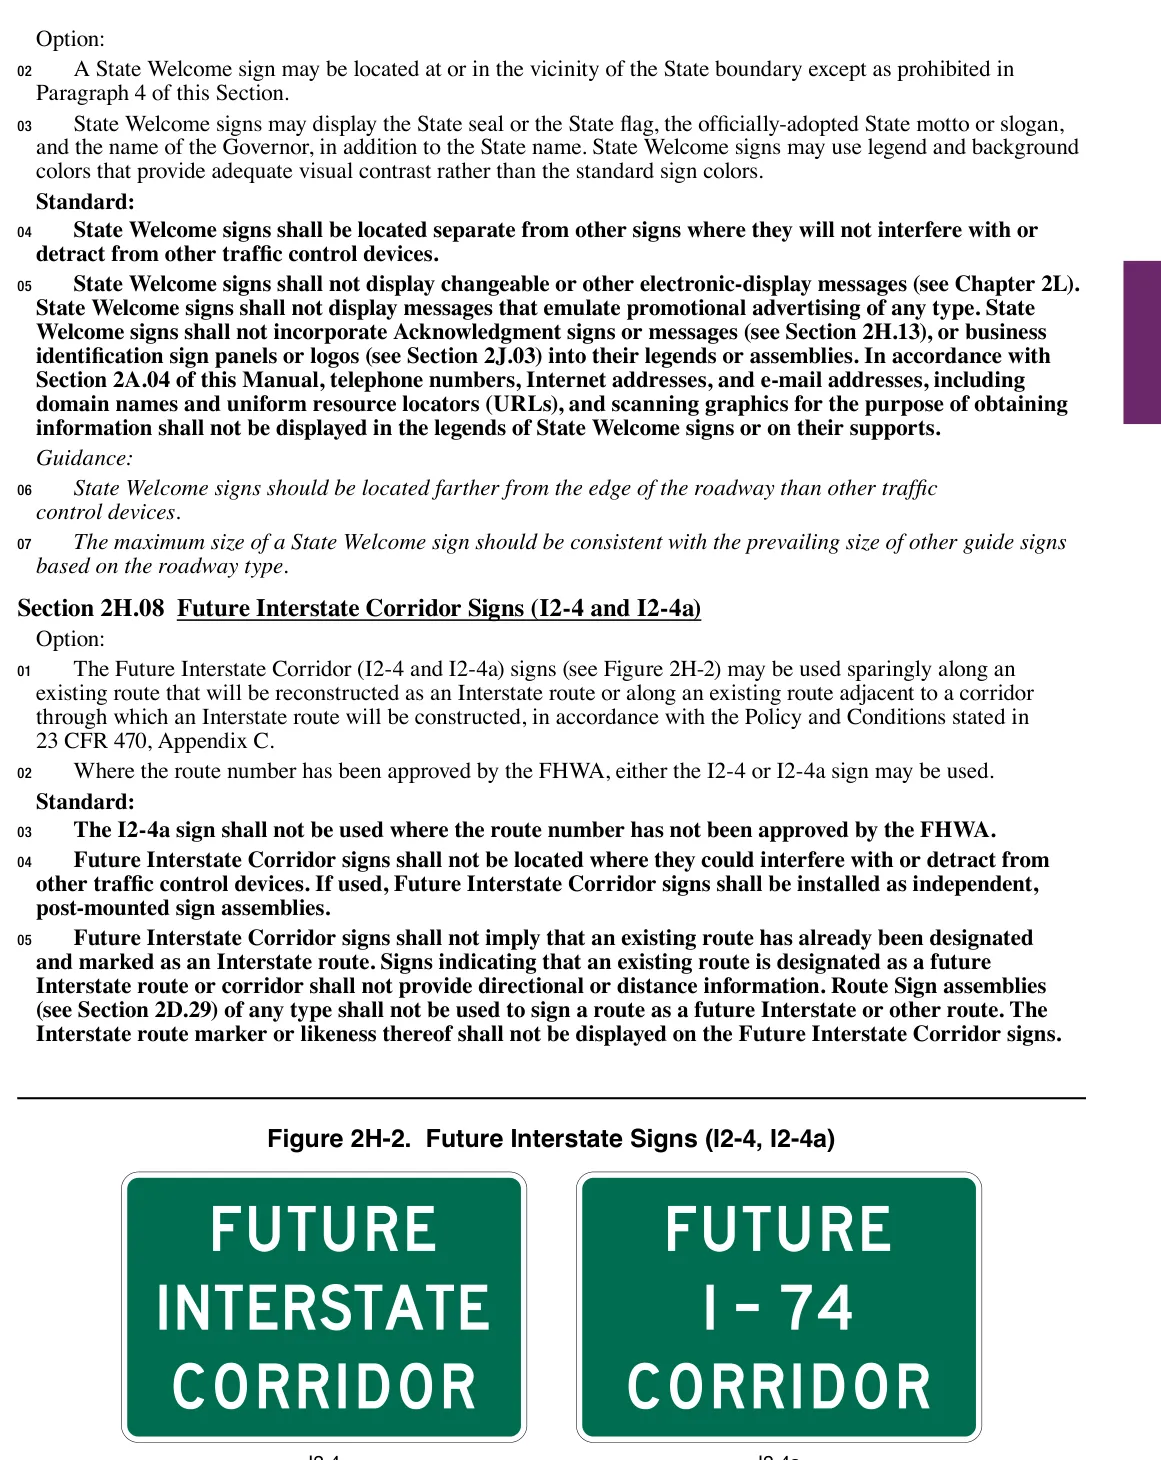 Option:
02 A State Welcome sign may be located at or in the vicinity of the State boundary except as prohibited in
Paragraph 4 of this Section.
03 State Welcome signs may display the State seal or the State flag, the officially-adopted State motto or slogan,
and the name of the Governor, in addition to the State name. State Welcome signs may use legend and background
colors that provide adequate visual contrast rather than the standard sign colors.
Standard:
04 State Welcome signs shall be located separate from other signs where they will not interfere with or
detract from other traffic control devices.
05 State Welcome signs shall not display changeable or other electronic-display messages (see Chapter 2L).
State Welcome signs shall not display messages that emulate promotional advertising of any type. State
Welcome signs shall not incorporate Acknowledgment signs or messages (see Section 2H.13), or business
identification sign panels or logos (see Section 2J.03) into their legends or assemblies. In accordance with
Section 2A.04 of this Manual, telephone numbers, Internet addresses, and e-mail addresses, including
domain names and uniform resource locators (URLs), and scanning graphics for the purpose of obtaining
information shall not be displayed in the legends of State Welcome signs or on their supports.
Guidance:
06 State Welcome signs should be located farther from the edge of the roadway than other traffic
control devices.
07 The maximum size of a State Welcome sign should be consistent with the prevailing size of other guide signs
based on the roadway type.
Section 2H.08 Future Interstate Corridor Signs (I2-4 and I2-4a)
Option:
01 The Future Interstate Corridor (I2-4 and I2-4a) signs (see Figure 2H-2) may be used sparingly along an
existing route that will be reconstructed as an Interstate route or along an existing route adjacent to a corridor
through which an Interstate route will be constructed, in accordance with the Policy and Conditions stated in
23 CFR 470, Appendix C.
02 Where the route number has been approved by the FHWA, either the I2-4 or I2-4a sign may be used.
Standard:
03 The I2-4a sign shall not be used where the route number has not been approved by the FHWA.
04 Future Interstate Corridor signs shall not be located where they could interfere with or detract from
other traffic control devices. If used, Future Interstate Corridor signs shall be installed as independent,
post-mounted sign assemblies.
05 Future Interstate Corridor signs shall not imply that an existing route has already been designated
and marked as an Interstate route. Signs indicating that an existing route is designated as a future
Interstate route or corridor shall not provide directional or distance information. Route Sign assemblies
(see Section 2D.29) of any type shall not be used to sign a route as a future Interstate or other route. The
Interstate route marker or likeness thereof shall not be displayed on the Future Interstate Corridor signs.
Figure 2H-2. Future Interstate Signs (I2-4, I2-4a)
FUTURE
INTERSTATE
CORRIDOR
FUTURE
I – 74
CORRIDOR
I2-4
I2-4a